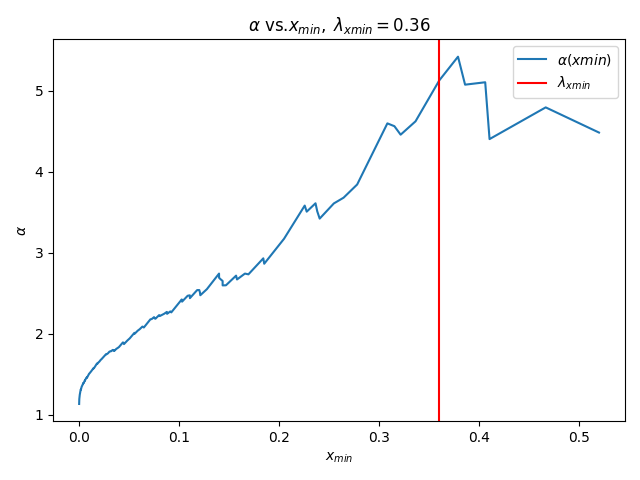 α vs.x_min, λ_xmin = 0.36
α(xmin)
λ_xmin
5
4
3
2
1
α
0.0 0.1 0.2 0.3 0.4 0.5
x_min